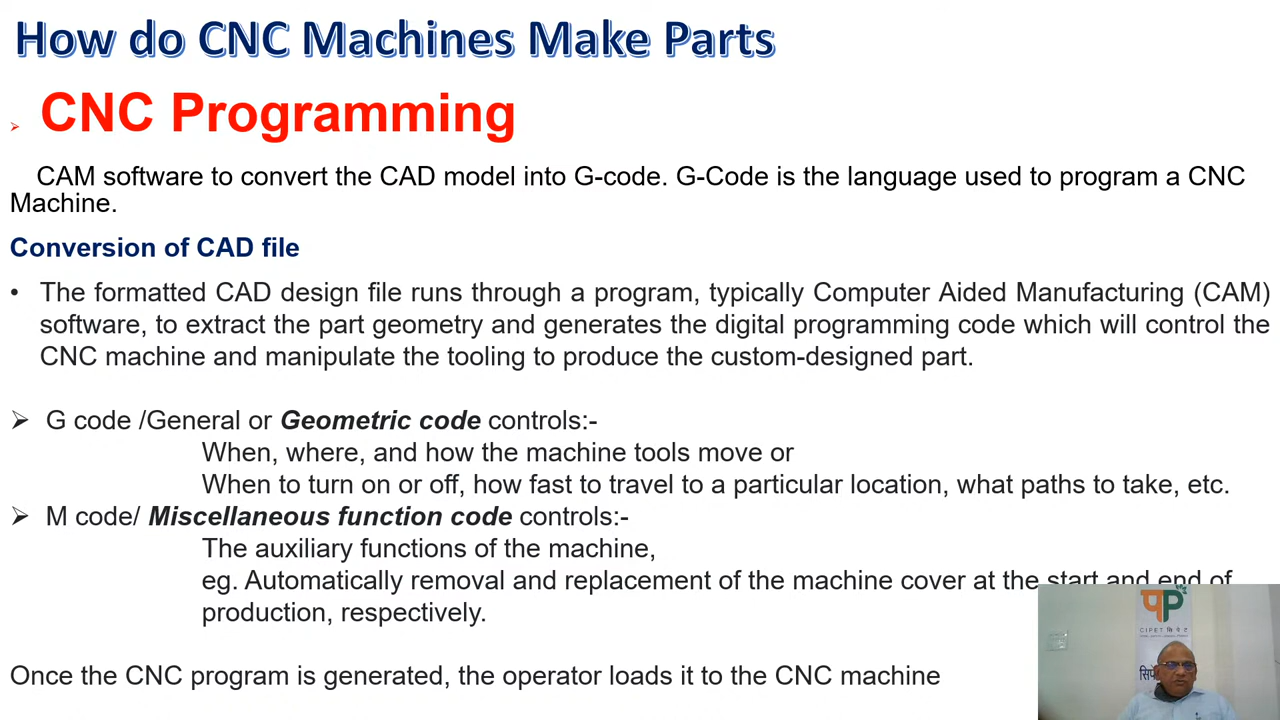 How do CNC Machines Make Parts
CNC Programming
CAM software to convert the CAD model into G-code. G-Code is the language used to program a CNC
Machine.
Conversion of CAD file
• The formatted CAD design file runs through a program, typically Computer Aided Manufacturing (CAM)
software, to extract the part geometry and generates the digital programming code which will control the
CNC machine and manipulate the tooling to produce the custom-designed part.
G code /General or Geometric code controls:-
When, where, and how the machine tools move or
When to turn on or off, how fast to travel to a particular location, what paths to take, etc.
M code/ Miscellaneous function code controls:-
The auxiliary functions of the machine,
eg. Automatically removal and replacement of the machine cover at the start and end of
production, respectively.
Once the CNC program is generated, the operator loads it to the CNC machine
CIPET सिपेट